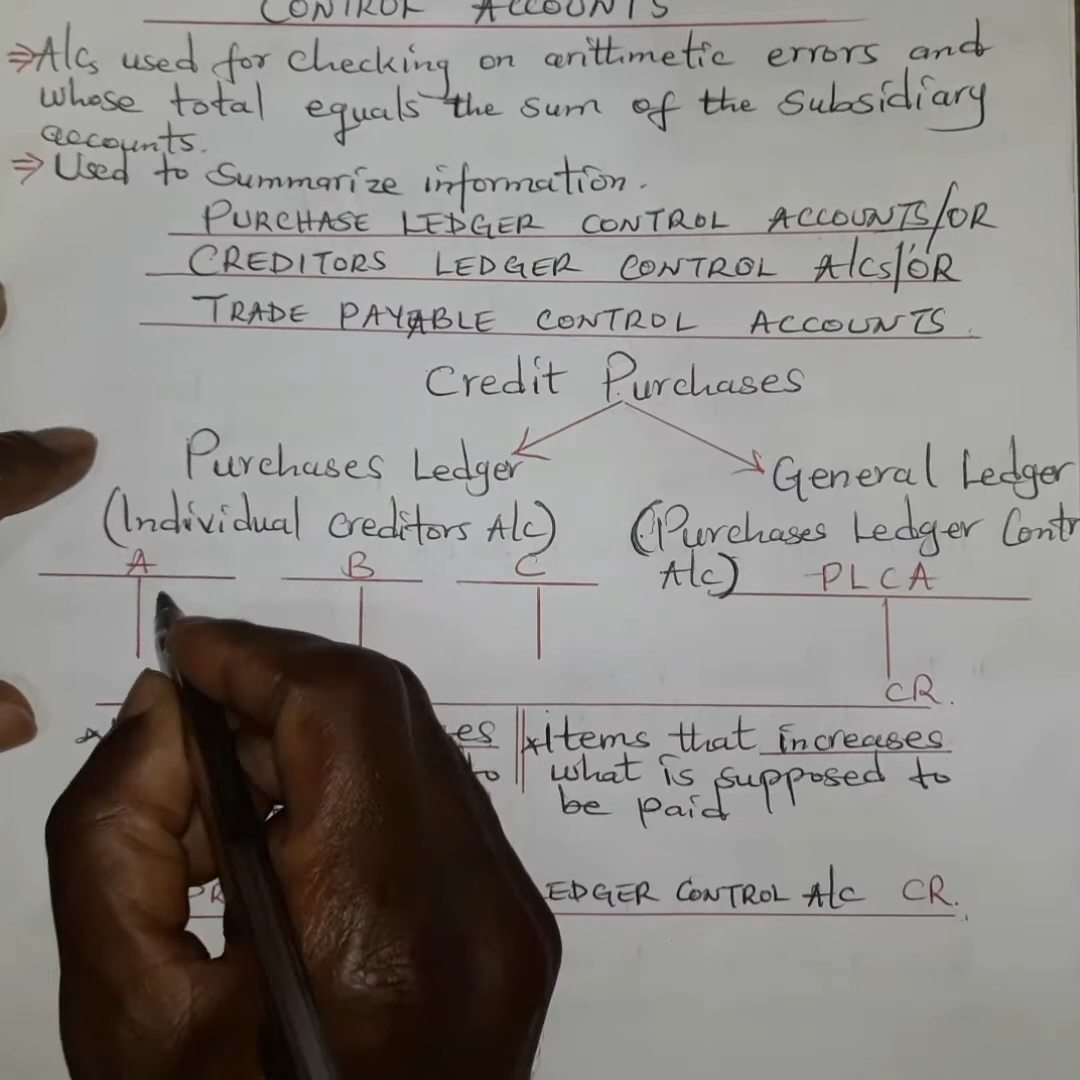 CONTROL ACCOUNTS
⇒ A/Cs used for checking on arithmetic errors and
whose total equals the sum of the subsidiary
accounts.
⇒ Used to summarize information.
PURCHASE LEDGER CONTROL ACCOUNTS/OR
CREDITORS LEDGER CONTROL A/CS/OR
TRADE PAYABLE CONTROL ACCOUNTS.
Credit Purchases
Purchases Ledger
General Ledger
(Individual creditors A/C)
(Purchases Ledger Contr
A/C) PLCA
A B C
CR.
es
*Items that increases
to
what is supposed to
be paid
EDGER CONTROL A/C CR.